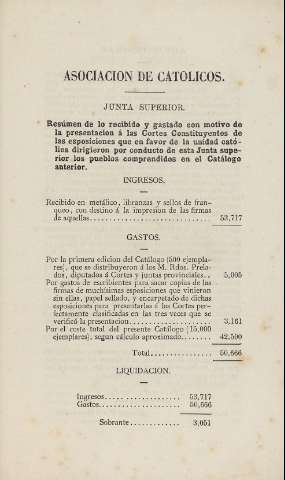 ASOCIACION DE CATOLICOS.
JUNTA SUPERIOR.
Resúmen de lo recibido y gastado con motivo de
la presentacion á las Cortes Constituyentes de
las esposiciones que en favor de la unidad cató-
lica dirigieron por conducto de esta Junta supe-
rior los pueblos comprendidos en el Catálogo
anterior.
INGRESOS.
Recibido en metálico, libranzas y sellos de fran-
queo, con destino á la impresion de las firmas
de aquellas............................ 53,717
GASTOS.
Por la primera edicion del Catálogo (500 ejempla-
res), que se distribuyeron á los M. Rdos. Prela-
dos, diputados á Cortes y juntas provinciales.. 5,005
Por gastos de escribientes para sacar copias de las
firmas de muchísimas esposiciones que vinieron
sin ellas, papel sellado, y encarpetado de dichas
esposiciones para presentarlas á las Cortes per-
fectamente clasificadas en las tres veces que se
verificó la presentacion.................... 3,161
Por el coste total del presente Catálogo (15,000
ejemplares), segun cálculo aproximado....... 42,500
Total............... 50,666
LIQUIDACION.
Ingresos.................. 53,717
Gastos.................... 50,666
Sobrante............ 3,051